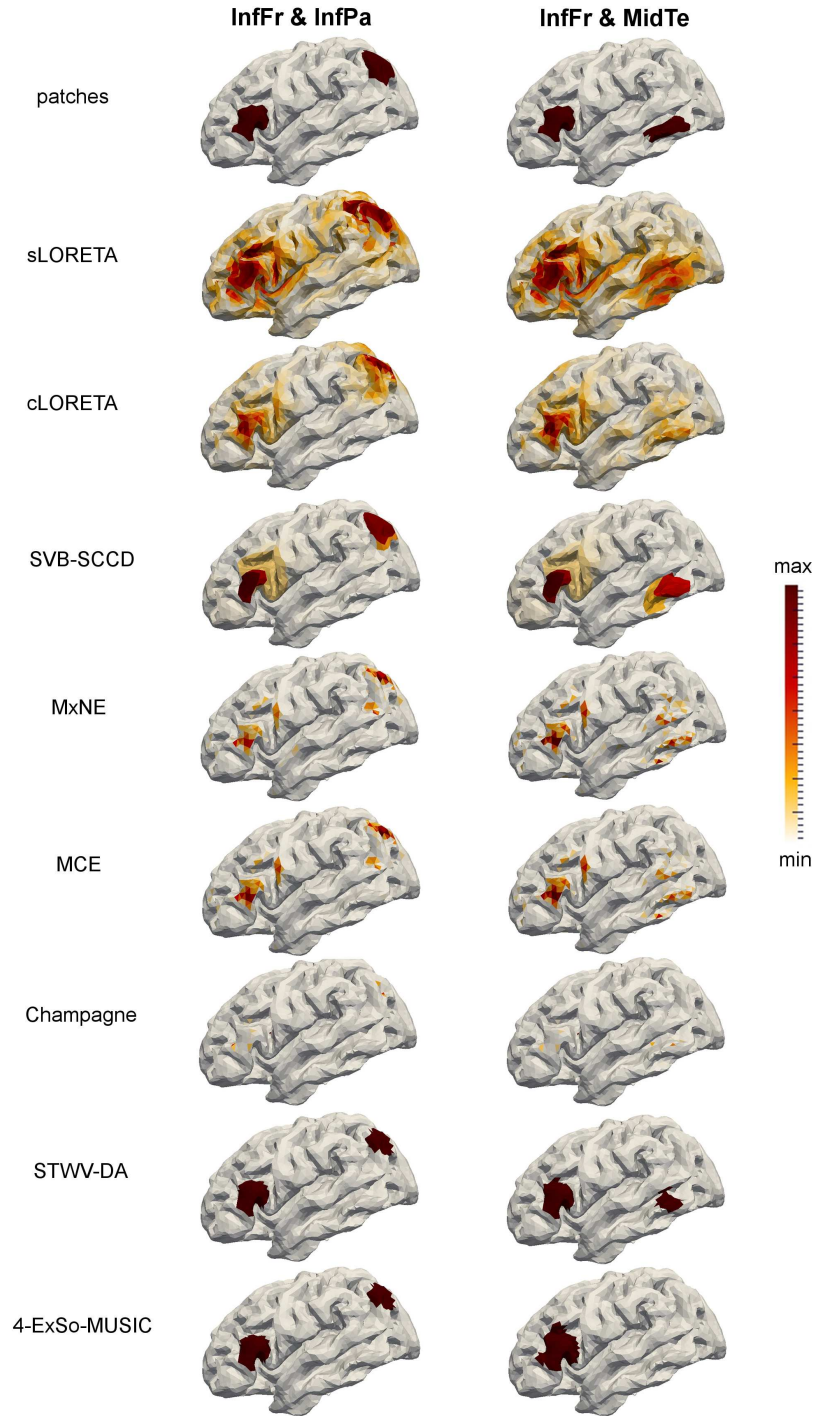 InfFr & InfPa
InfFr & MidTe
patches
sLORETA
cLORETA
SVB-SCCD
max
MxNE
MCE
min
Champagne
STWV-DA
4-ExSo-MUSIC